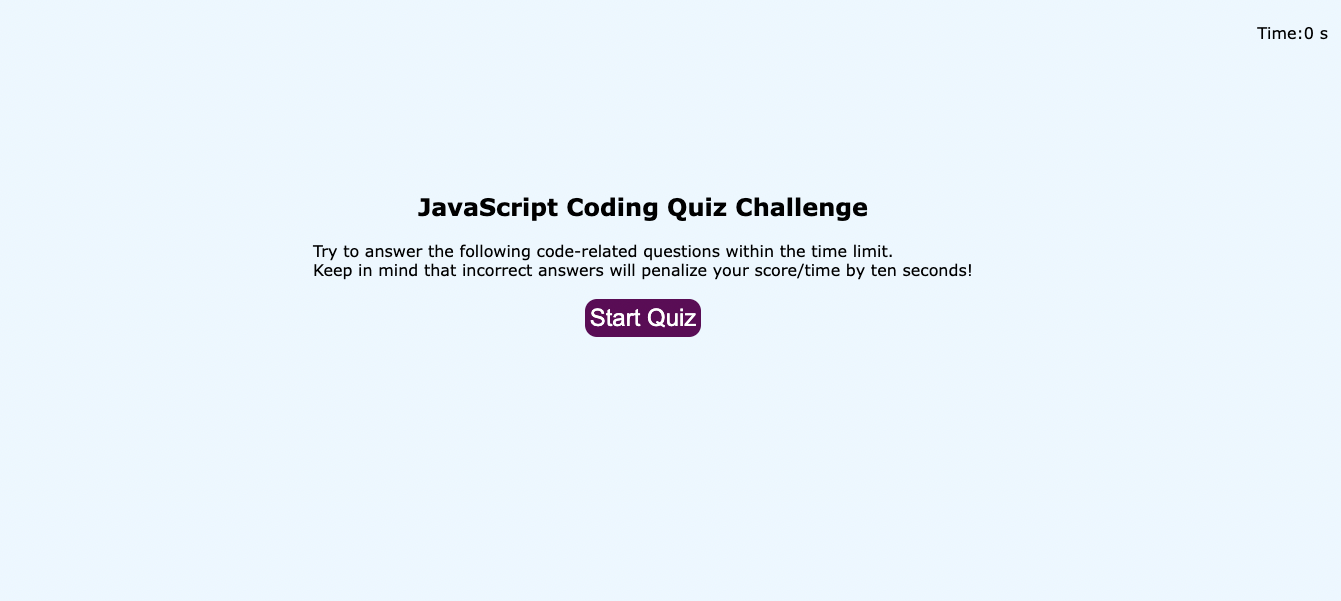 Time:0 s
JavaScript Coding Quiz Challenge
Try to answer the following code-related questions within the time limit.
Keep in mind that incorrect answers will penalize your score/time by ten seconds!
Start Quiz